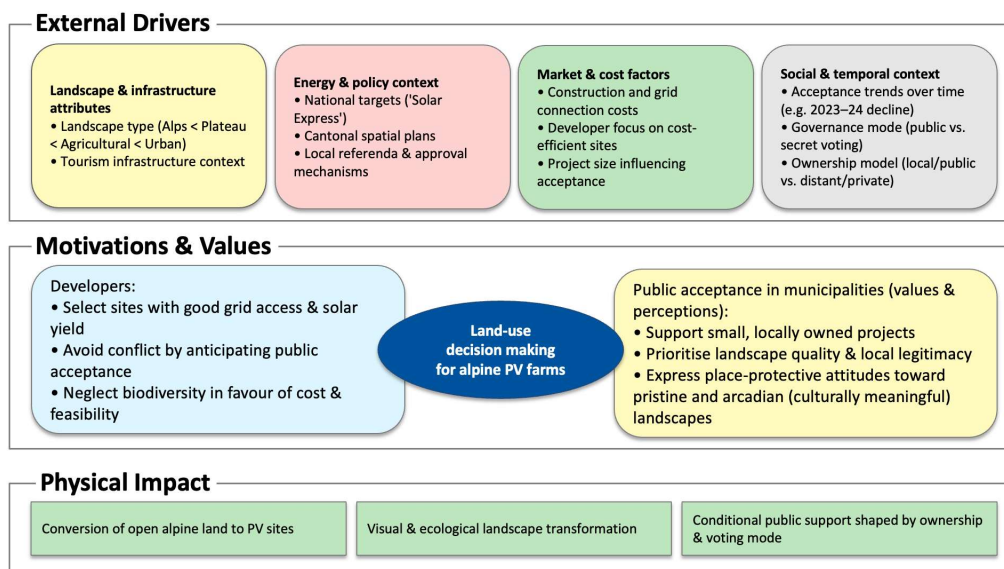 External Drivers
Landscape & infrastructure
attributes
• Landscape type (Alps < Plateau
< Agricultural < Urban)
• Tourism infrastructure context
Energy & policy context
• National targets ('Solar
Express')
• Cantonal spatial plans
• Local referenda & approval
mechanisms
Market & cost factors
• Construction and grid
connection costs
• Developer focus on cost-
efficient sites
• Project size influencing
acceptance
Social & temporal context
• Acceptance trends over time
(e.g. 2023–24 decline)
• Governance mode (public vs.
secret voting)
• Ownership model (local/public
vs. distant/private)
Motivations & Values
Developers:
• Select sites with good grid access & solar
yield
• Avoid conflict by anticipating public
acceptance
• Neglect biodiversity in favour of cost &
feasibility
Land-use
decision making
for alpine PV farms
Public acceptance in municipalities (values &
perceptions):
• Support small, locally owned projects
• Prioritise landscape quality & local legitimacy
• Express place-protective attitudes toward
pristine and arcadian (culturally meaningful)
landscapes
Physical Impact
Conversion of open alpine land to PV sites
Visual & ecological landscape transformation
Conditional public support shaped by ownership
& voting mode